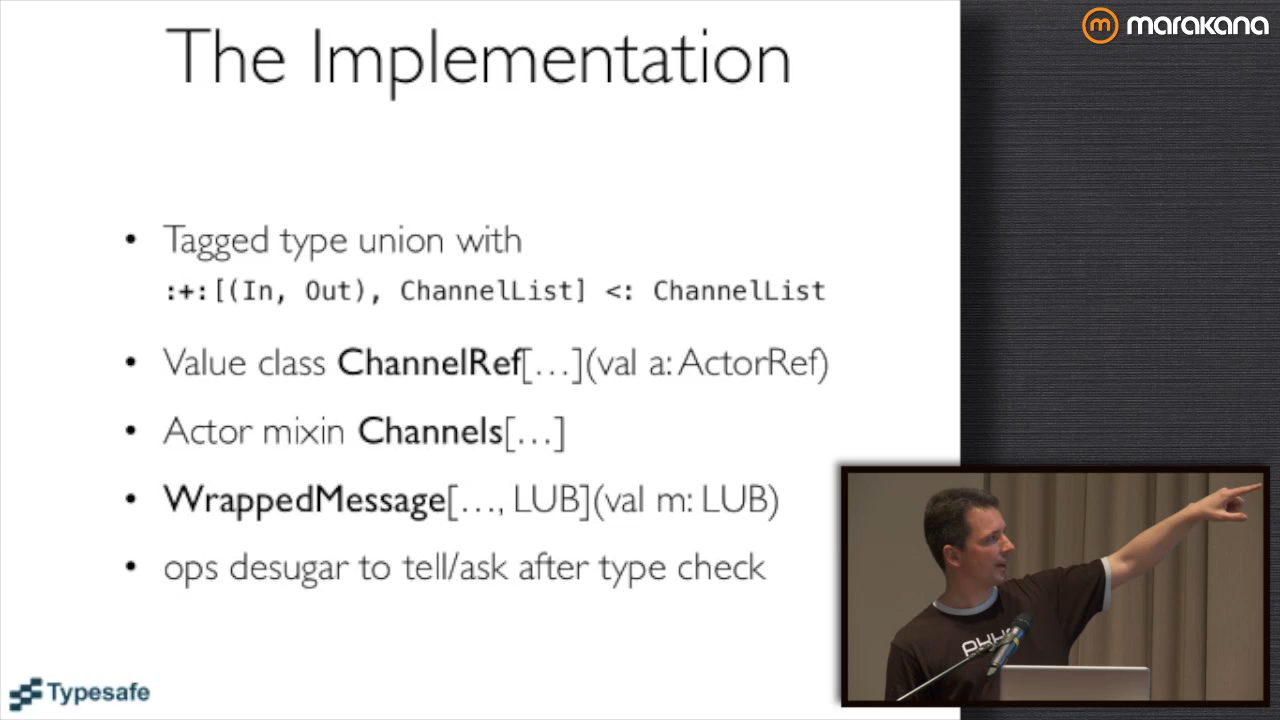 The Implementation
marakana
• Tagged type union with
:+:[(In, Out), ChannelList] <: ChannelList
• Value class ChannelRef[…](val a: ActorRef)
• Actor mixin Channels[…]
• WrappedMessage[…, LUB](val m: LUB)
• ops desugar to tell/ask after type check
Typesafe